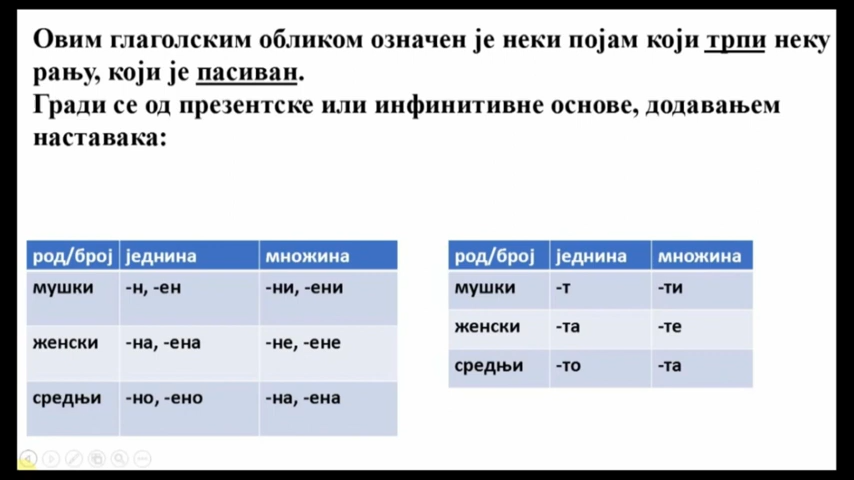 Овим глаголским обликом означен је неки појам који трпи неку
рању, који је пасиван.
Гради се од презентске или инфинитивне основе, додавањем
наставака:
род/број једнина множина
мушки -н, -ен -ни, -ени
женски -на, -ена -не, -ене
средњи -но, -ено -на, -ена
род/број једнина множина
мушки -т -ти
женски -та -те
средњи -то -та